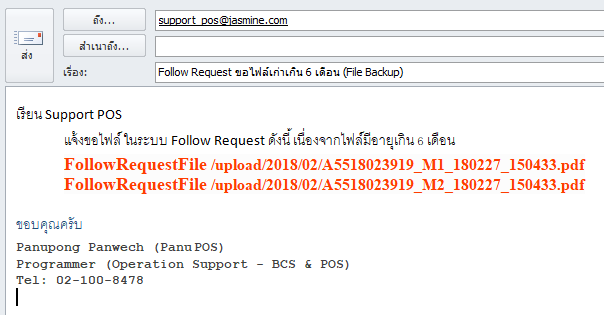 ส่ง
ถึง...
support_pos@jasmine.com
สำเนาถึง...
เรื่อง:
Follow Request ขอไฟล์เก่าเกิน 6 เดือน (File Backup)
เรียน Support POS
แจ้งขอไฟล์ ในระบบ Follow Request ดังนี้ เนื่องจากไฟล์มีอายุเกิน 6 เดือน
FollowRequestFile /upload/2018/02/A5518023919_M1_180227_150433.pdf
FollowRequestFile /upload/2018/02/A5518023919_M2_180227_150433.pdf
ขอบคุณครับ
Panupong Panwech (Panu POS)
Programmer (Operation Support - BCS & POS)
Tel: 02-100-8478